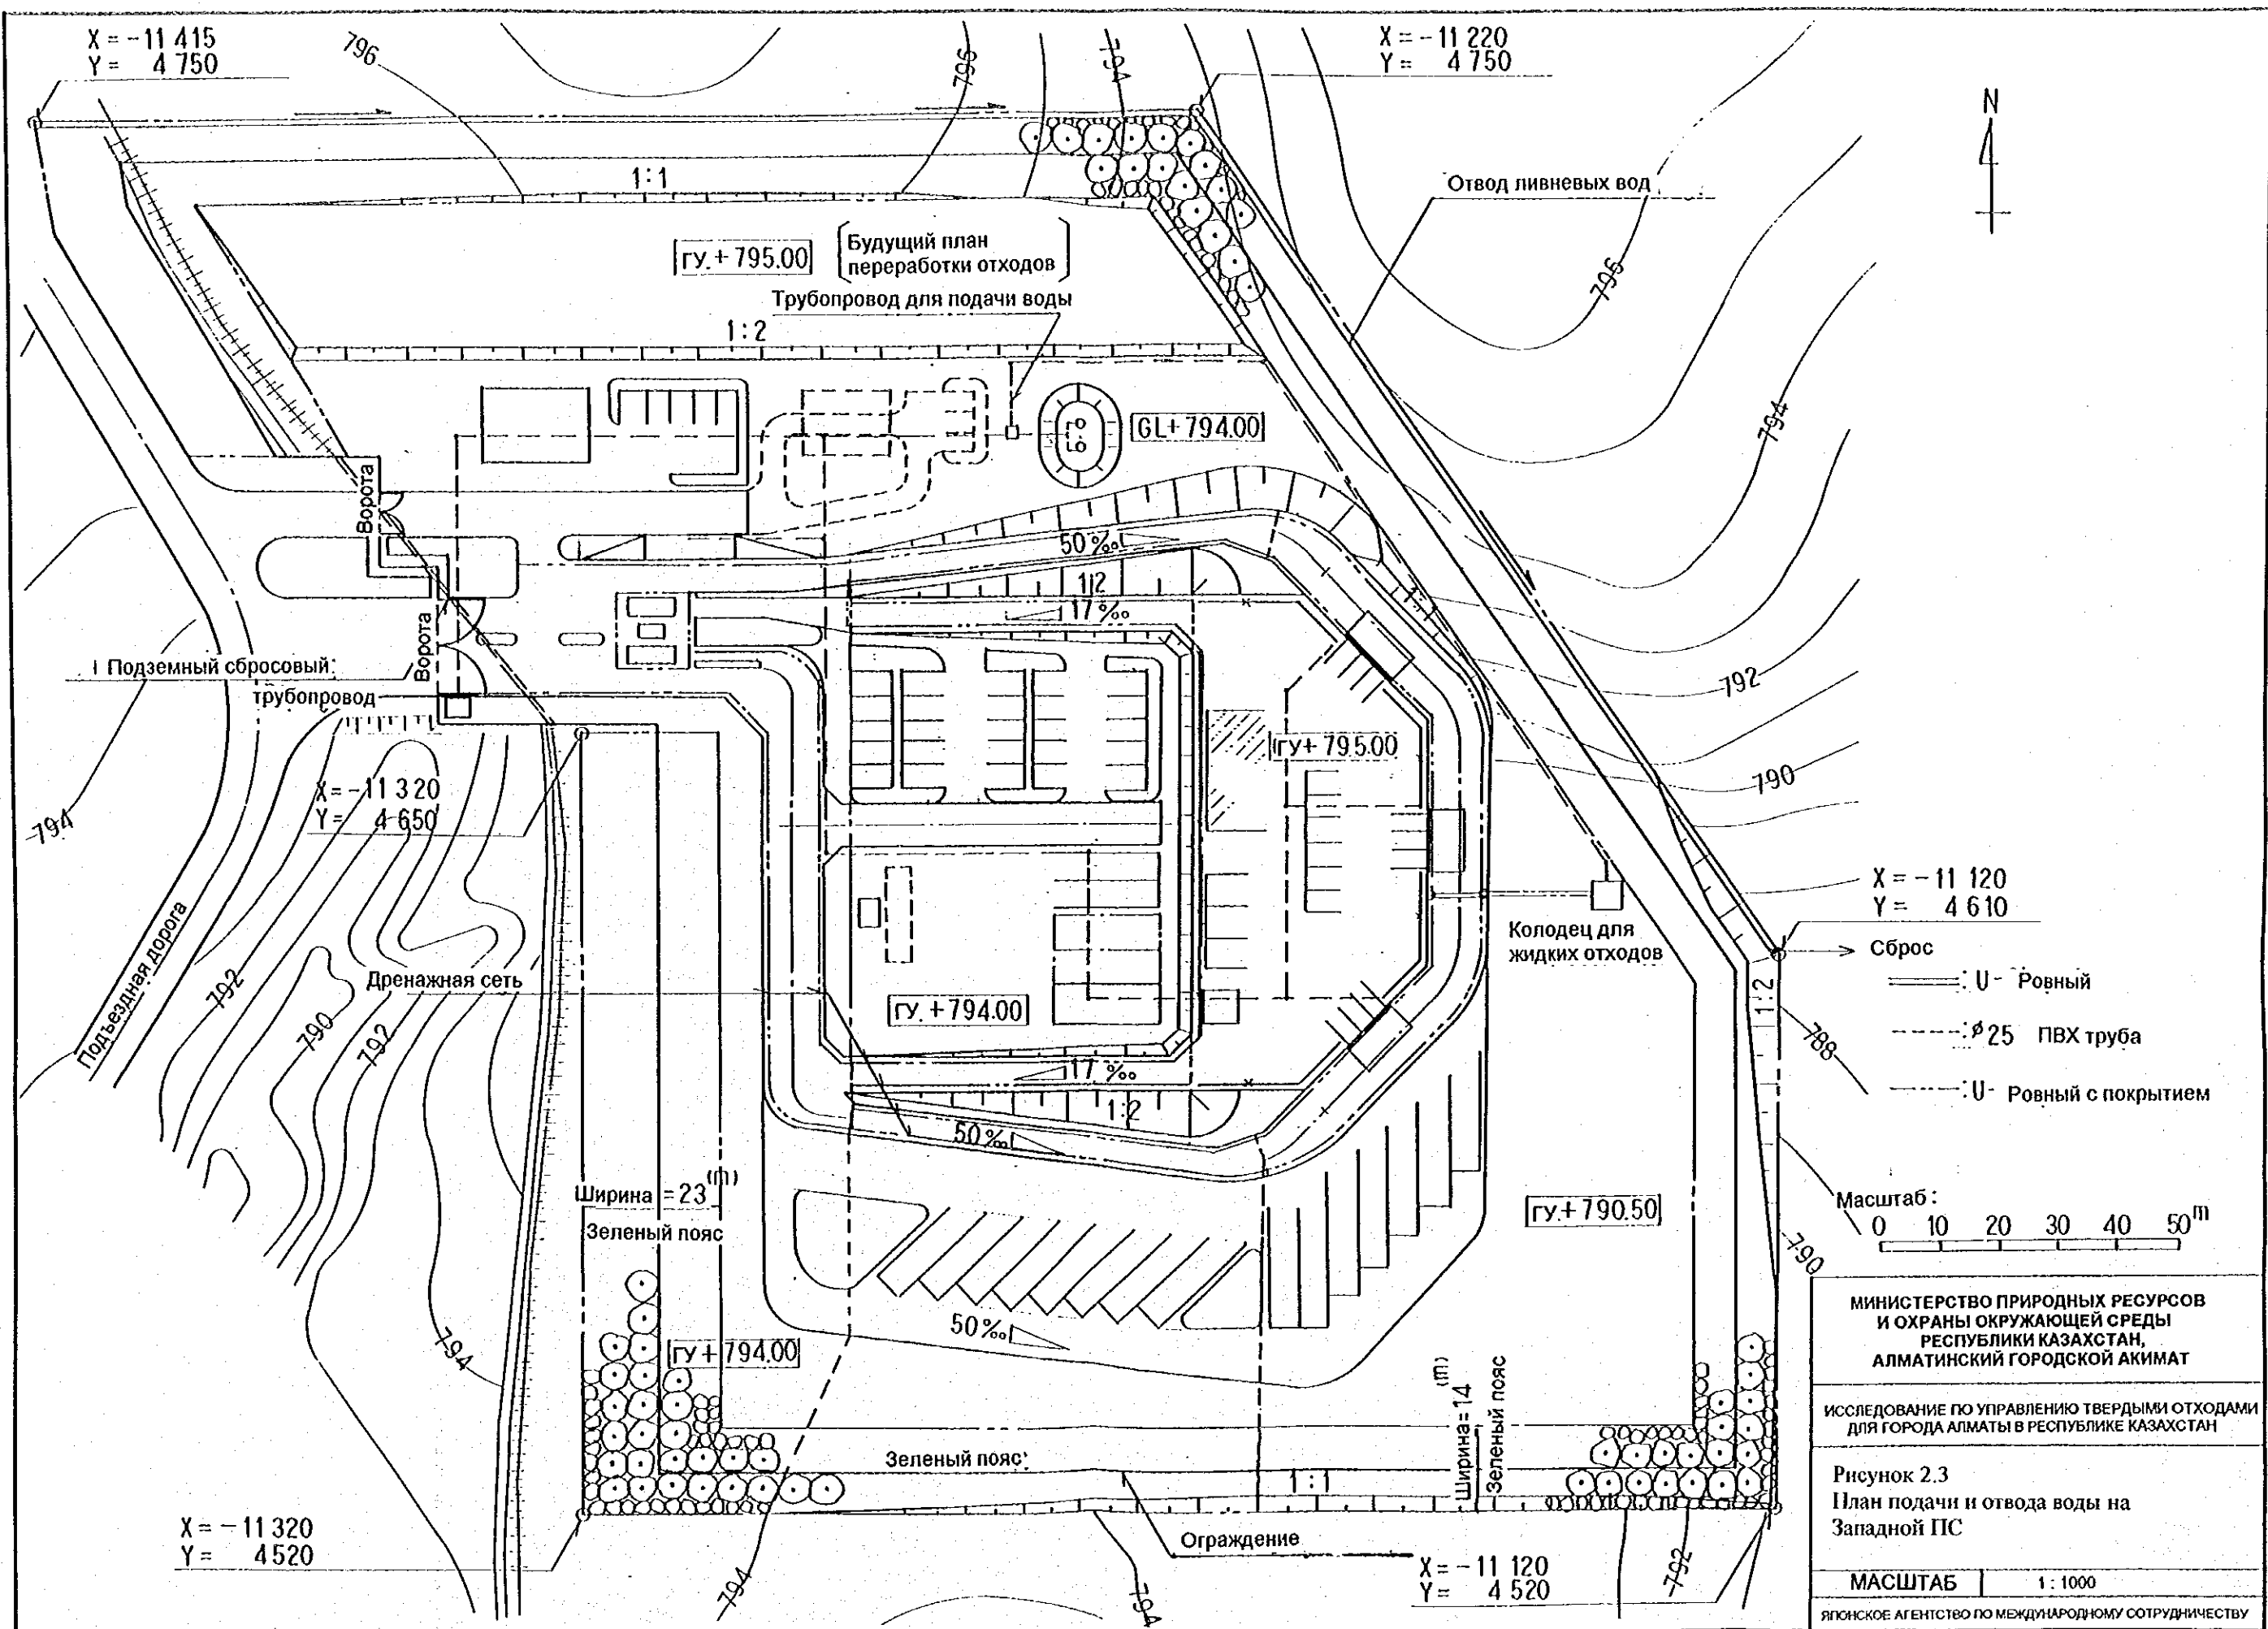 X = -11 415
Y = 4 750
796
796
794
X = -11 220
Y = 4 750
N
1:1
Отвод ливневых вод
ГУ.+ 795.00
Будущий план
переработки отходов
Трубопровод для подачи воды
796
1:2
GL+ 794.00
794
Ворота
50‰
1:2
17‰
1:
Ворота
Подземный сбросовый
трубопровод
792
ГУ+ 795.00
790
X = -11 320
Y = 4 650
794
X = -11 120
Y = 4 610
Подъездная дорога
Колодец для
жидких отходов
Сброс
792
Дренажная сеть
: U - Ровный
1:2
790
792
ГУ.+ 794.00
: ø 25 ПВХ труба
788
17‰
: U - Ровный с покрытием
1:2
50‰
Ширина = 23 (m)
Зеленый пояс
ГУ.+ 790.50
Масштаб :
0 10 20 30 40 50 m
790
794
50‰
ГУ + 794.00
Ширина = 14 (m)
Зеленый пояс
Зеленый пояс
1:1
X = -11 320
Y = 4 520
Ограждение
794
794
X = -11 120
Y = 4 520
792
МИНИСТЕРСТВО ПРИРОДНЫХ РЕСУРСОВ
И ОХРАНЫ ОКРУЖАЮЩЕЙ СРЕДЫ
РЕСПУБЛИКИ КАЗАХСТАН,
АЛМАТИНСКИЙ ГОРОДСКОЙ АКИМАТ
ИССЛЕДОВАНИЕ ПО УПРАВЛЕНИЮ ТВЕРДЫМИ ОТХОДАМИ
ДЛЯ ГОРОДА АЛМАТЫ В РЕСПУБЛИКЕ КАЗАХСТАН
Рисунок 2.3
План подачи и отвода воды на
Западной ПС
МАСШТАБ 1 : 1000
ЯПОНСКОЕ АГЕНТСТВО ПО МЕЖДУНАРОДНОМУ СОТРУДНИЧЕСТВУ